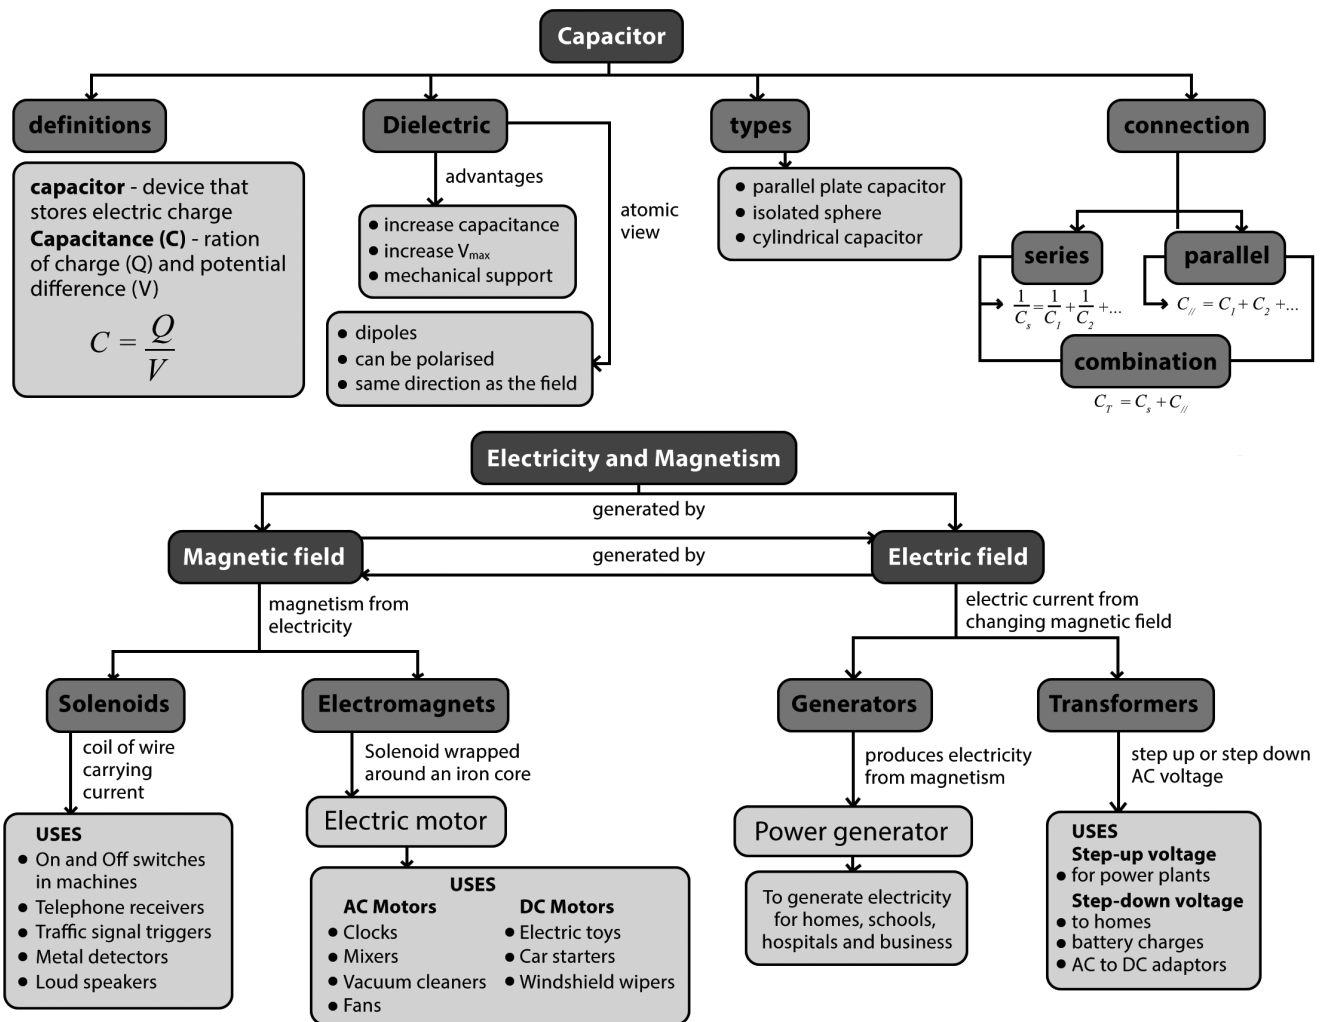 Capacitor
definitions
capacitor - device that
stores electric charge
Capacitance (C) - ration
of charge (Q) and potential
difference (V)
C = Q/V
Dielectric
advantages
• increase capacitance
• increase Vmax
• mechanical support
atomic
view
• dipoles
• can be polarised
• same direction as the field
types
• parallel plate capacitor
• isolated sphere
• cylindrical capacitor
connection
series
1/Cs = 1/C1 + 1/C2 +...
parallel
C// = C1 + C2 +...
combination
CT = Cs + C//
Electricity and Magnetism
generated by
Magnetic field
generated by
Electric field
magnetism from
electricity
electric current from
changing magnetic field
Solenoids
coil of wire
carrying
current
USES
• On and Off switches
in machines
• Telephone receivers
• Traffic signal triggers
• Metal detectors
• Loud speakers
Electromagnets
Solenoid wrapped
around an iron core
Electric motor
USES
AC Motors
• Clocks
• Mixers
• Vacuum cleaners
• Fans
DC Motors
• Electric toys
• Car starters
• Windshield wipers
Generators
produces electricity
from magnetism
Power generator
To generate electricity
for homes, schools,
hospitals and business
Transformers
step up or step down
AC voltage
USES
Step-up voltage
• for power plants
Step-down voltage
• to homes
• battery charges
• AC to DC adaptors